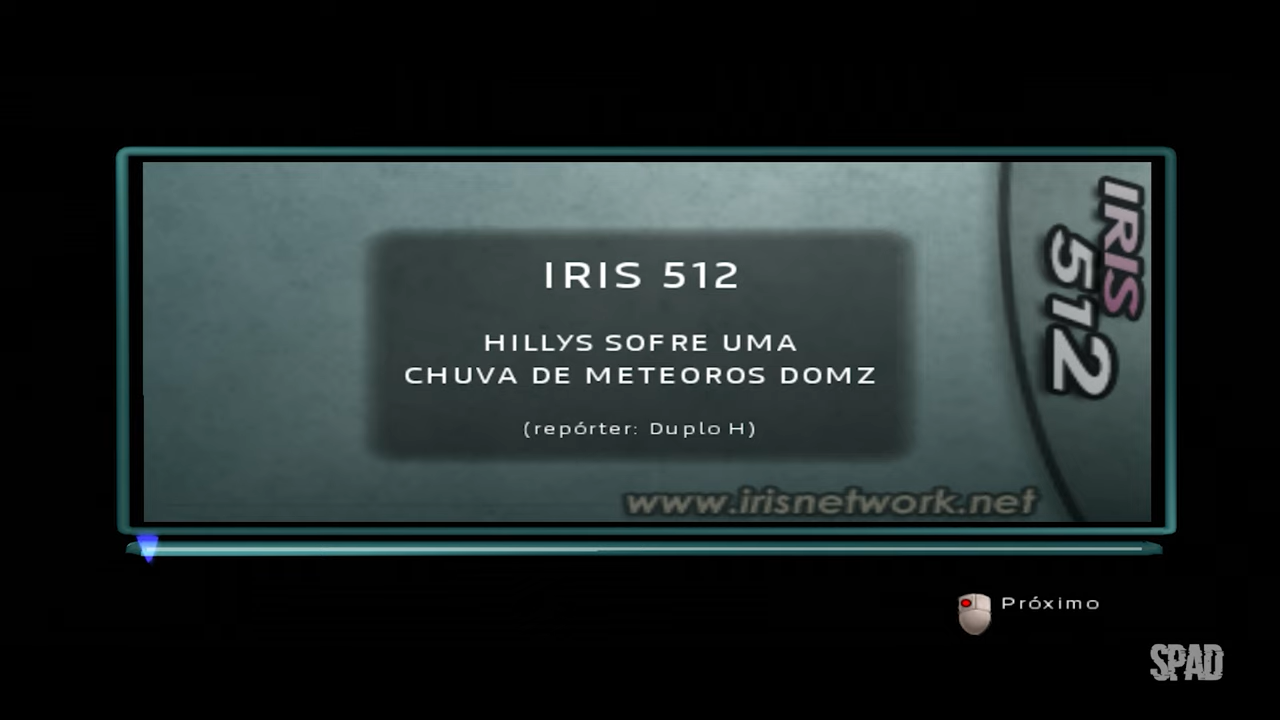 IRIS 512
IRIS 512
HILLYS SOFRE UMA
CHUVA DE METEOROS DOMZ
(repórter: Duplo H)
www.irisnetwork.net
Próximo
SPAD